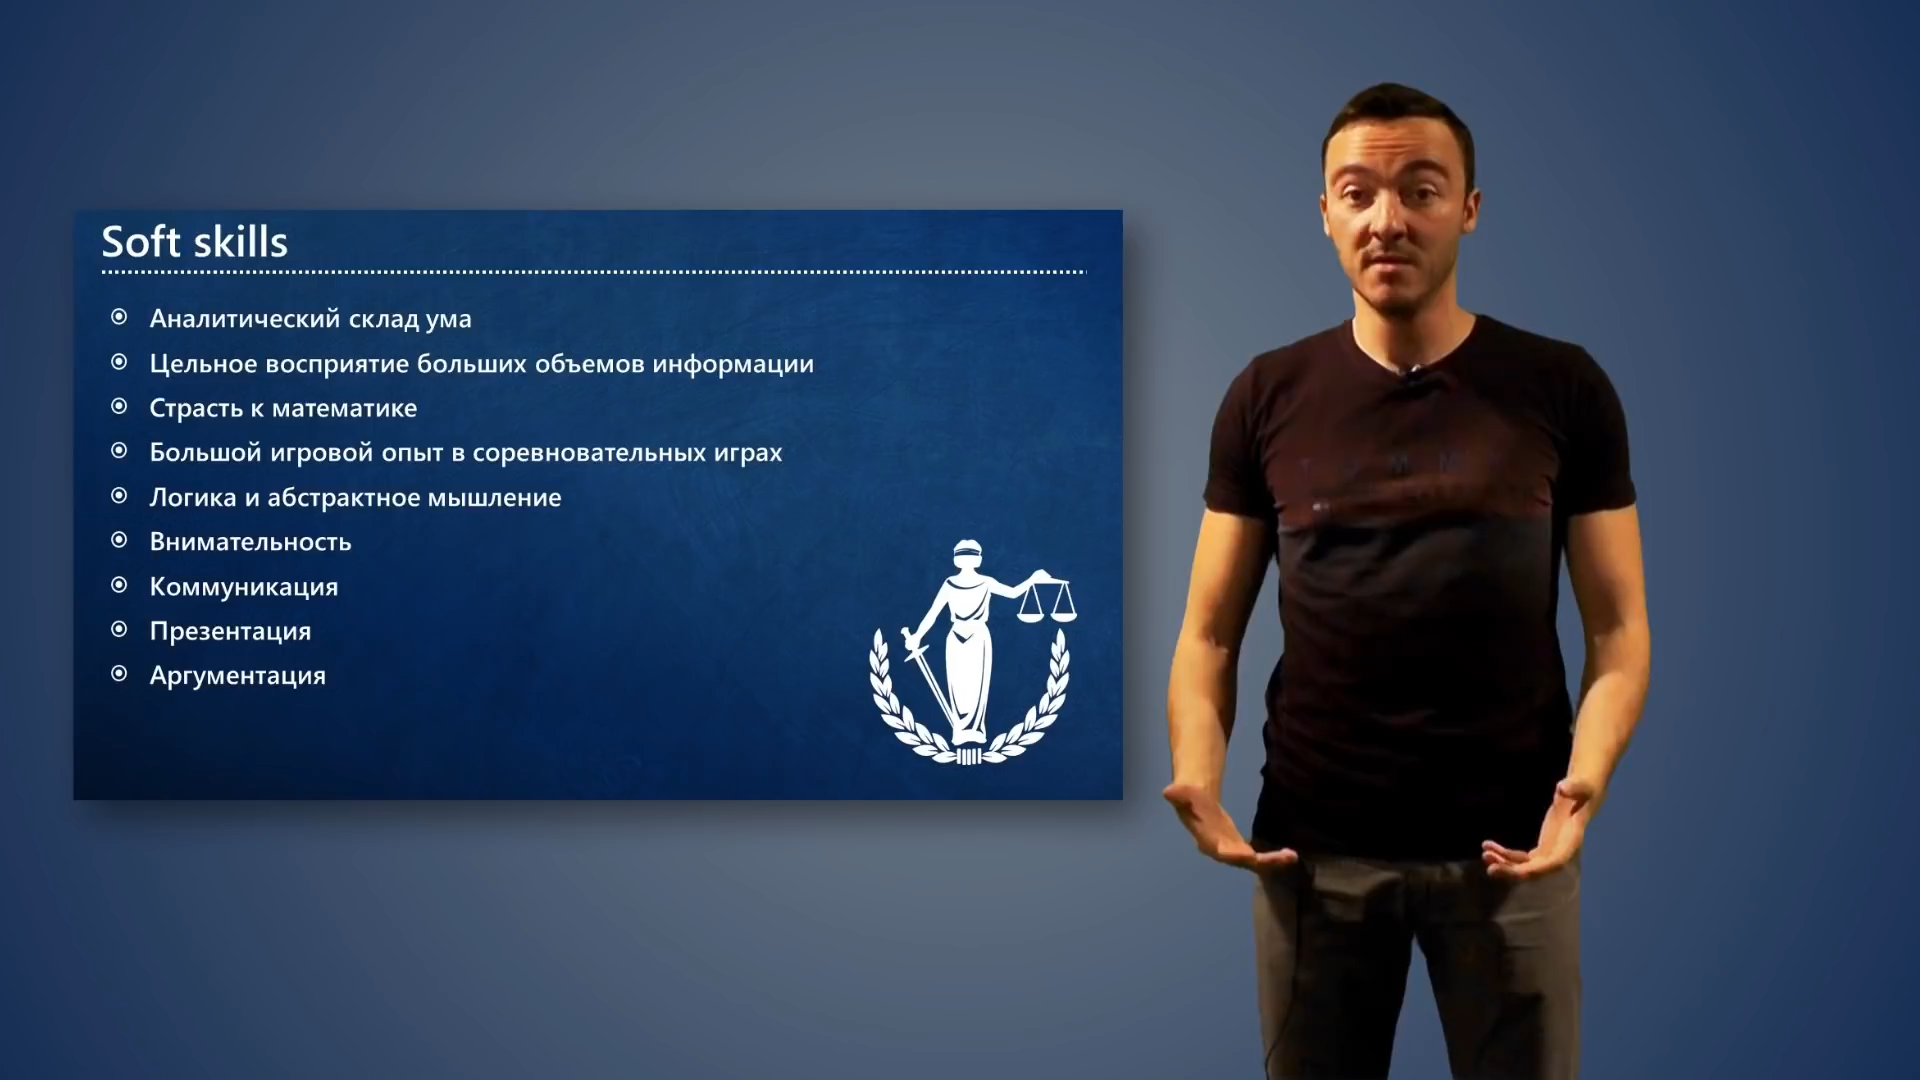 Soft skills
Аналитический склад ума
Цельное восприятие больших объемов информации
Страсть к математике
Большой игровой опыт в соревновательных играх
Логика и абстрактное мышление
Внимательность
Коммуникация
Презентация
Аргументация